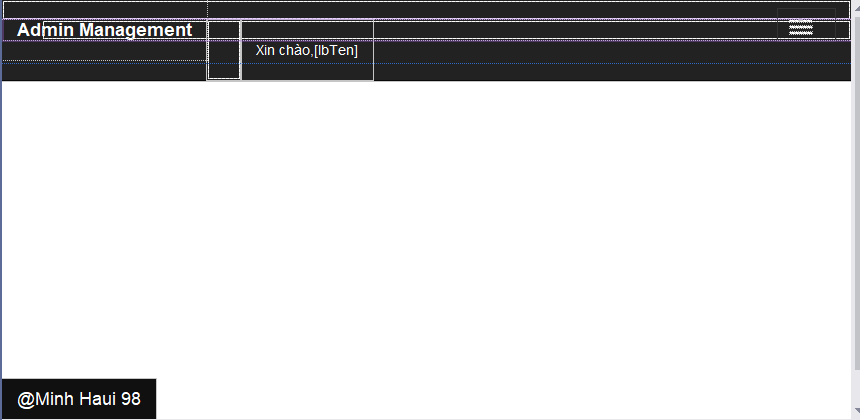 Admin Management
Xin chào,[lbTen]
@Minh Haui 98